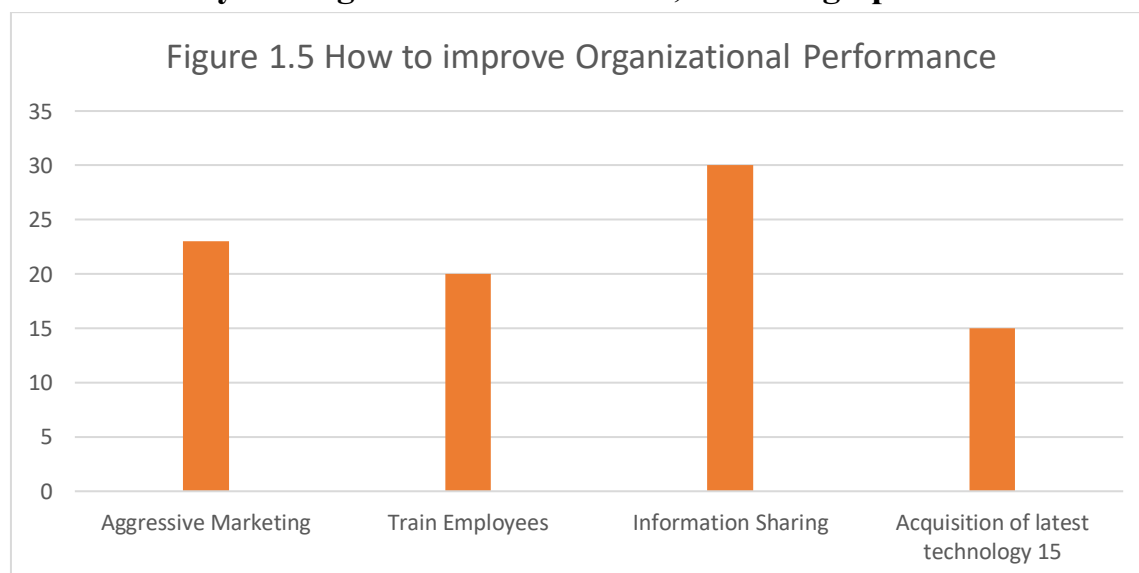 Figure 1.5 How to improve Organizational Performance
35
30
25
20
15
10
5
0
Aggressive Marketing
Train Employees
Information Sharing
Acquisition of latest
technology 15